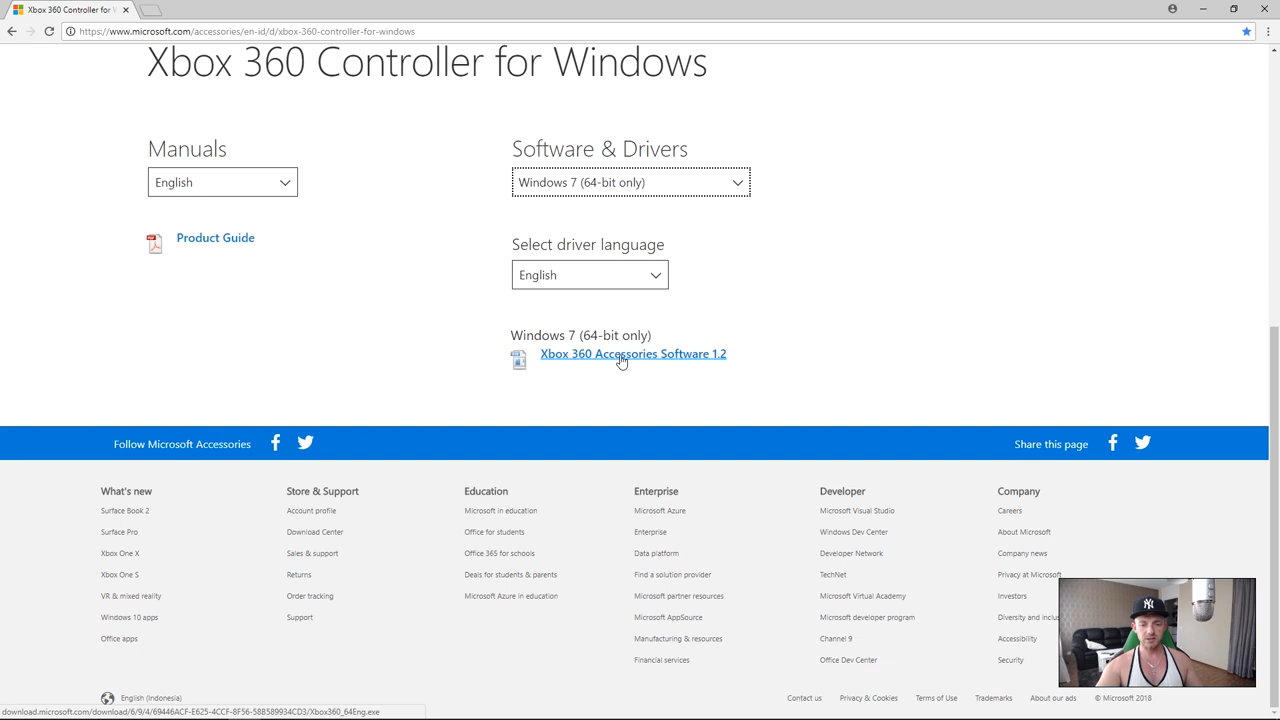 Xbox 360 Controller for W
https://www.microsoft.com/accessories/en-id/d/xbox-360-controller-for-windows
Xbox 360 Controller for Windows
Manuals
English
PDF
Product Guide
Software & Drivers
Windows 7 (64-bit only)
Select driver language
English
Windows 7 (64-bit only)
Xbox 360 Accessories Software 1.2
Follow Microsoft Accessories
Share this page
What's new
Surface Book 2
Surface Pro
Xbox One X
Xbox One S
VR & mixed reality
Windows 10 apps
Office apps
Store & Support
Account profile
Download Center
Sales & support
Returns
Order tracking
Support
Education
Microsoft in education
Office for students
Office 365 for schools
Deals for students & parents
Microsoft Azure in education
Enterprise
Microsoft Azure
Enterprise
Data platform
Find a solution provider
Microsoft partner resources
Microsoft AppSource
Manufacturing & resources
Financial services
Developer
Microsoft Visual Studio
Windows Dev Center
Developer Network
TechNet
Microsoft Virtual Academy
Microsoft developer program
Channel 9
Office Dev Center
Company
Careers
About Microsoft
Company news
Privacy at Microsoft
Investors
Diversity and inclus
Accessibility
Security
English (Indonesia)
Contact us
Privacy & Cookies
Terms of Use
Trademarks
About our ads
© Microsoft 2018
download.microsoft.com/download/6/9/4/69446ACF-E625-4CCF-8F56-58B589934CD3/Xbox360_64Eng.exe